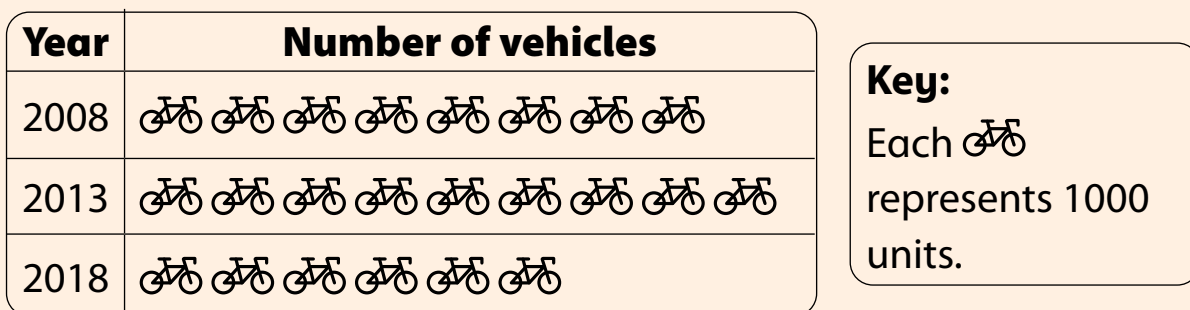 Year Number of vehicles
2008
2013
2018
Key:
Each
represents 1000
units.